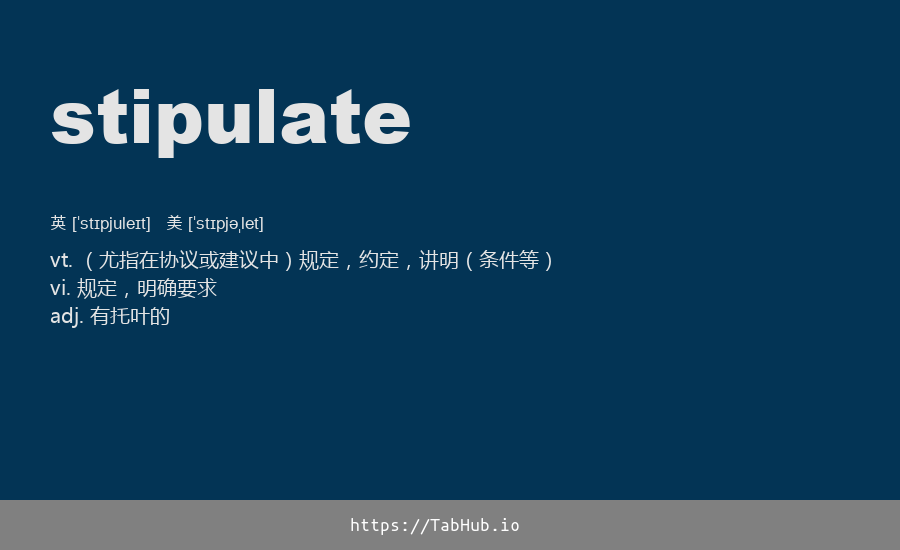 stipulate
英 [ˈstɪpjuleɪt] 美 [ˈstɪpjəˌlet]
vt. （尤指在协议或建议中）规定，约定，讲明（条件等）
vi. 规定，明确要求
adj. 有托叶的
https://TabHub.io